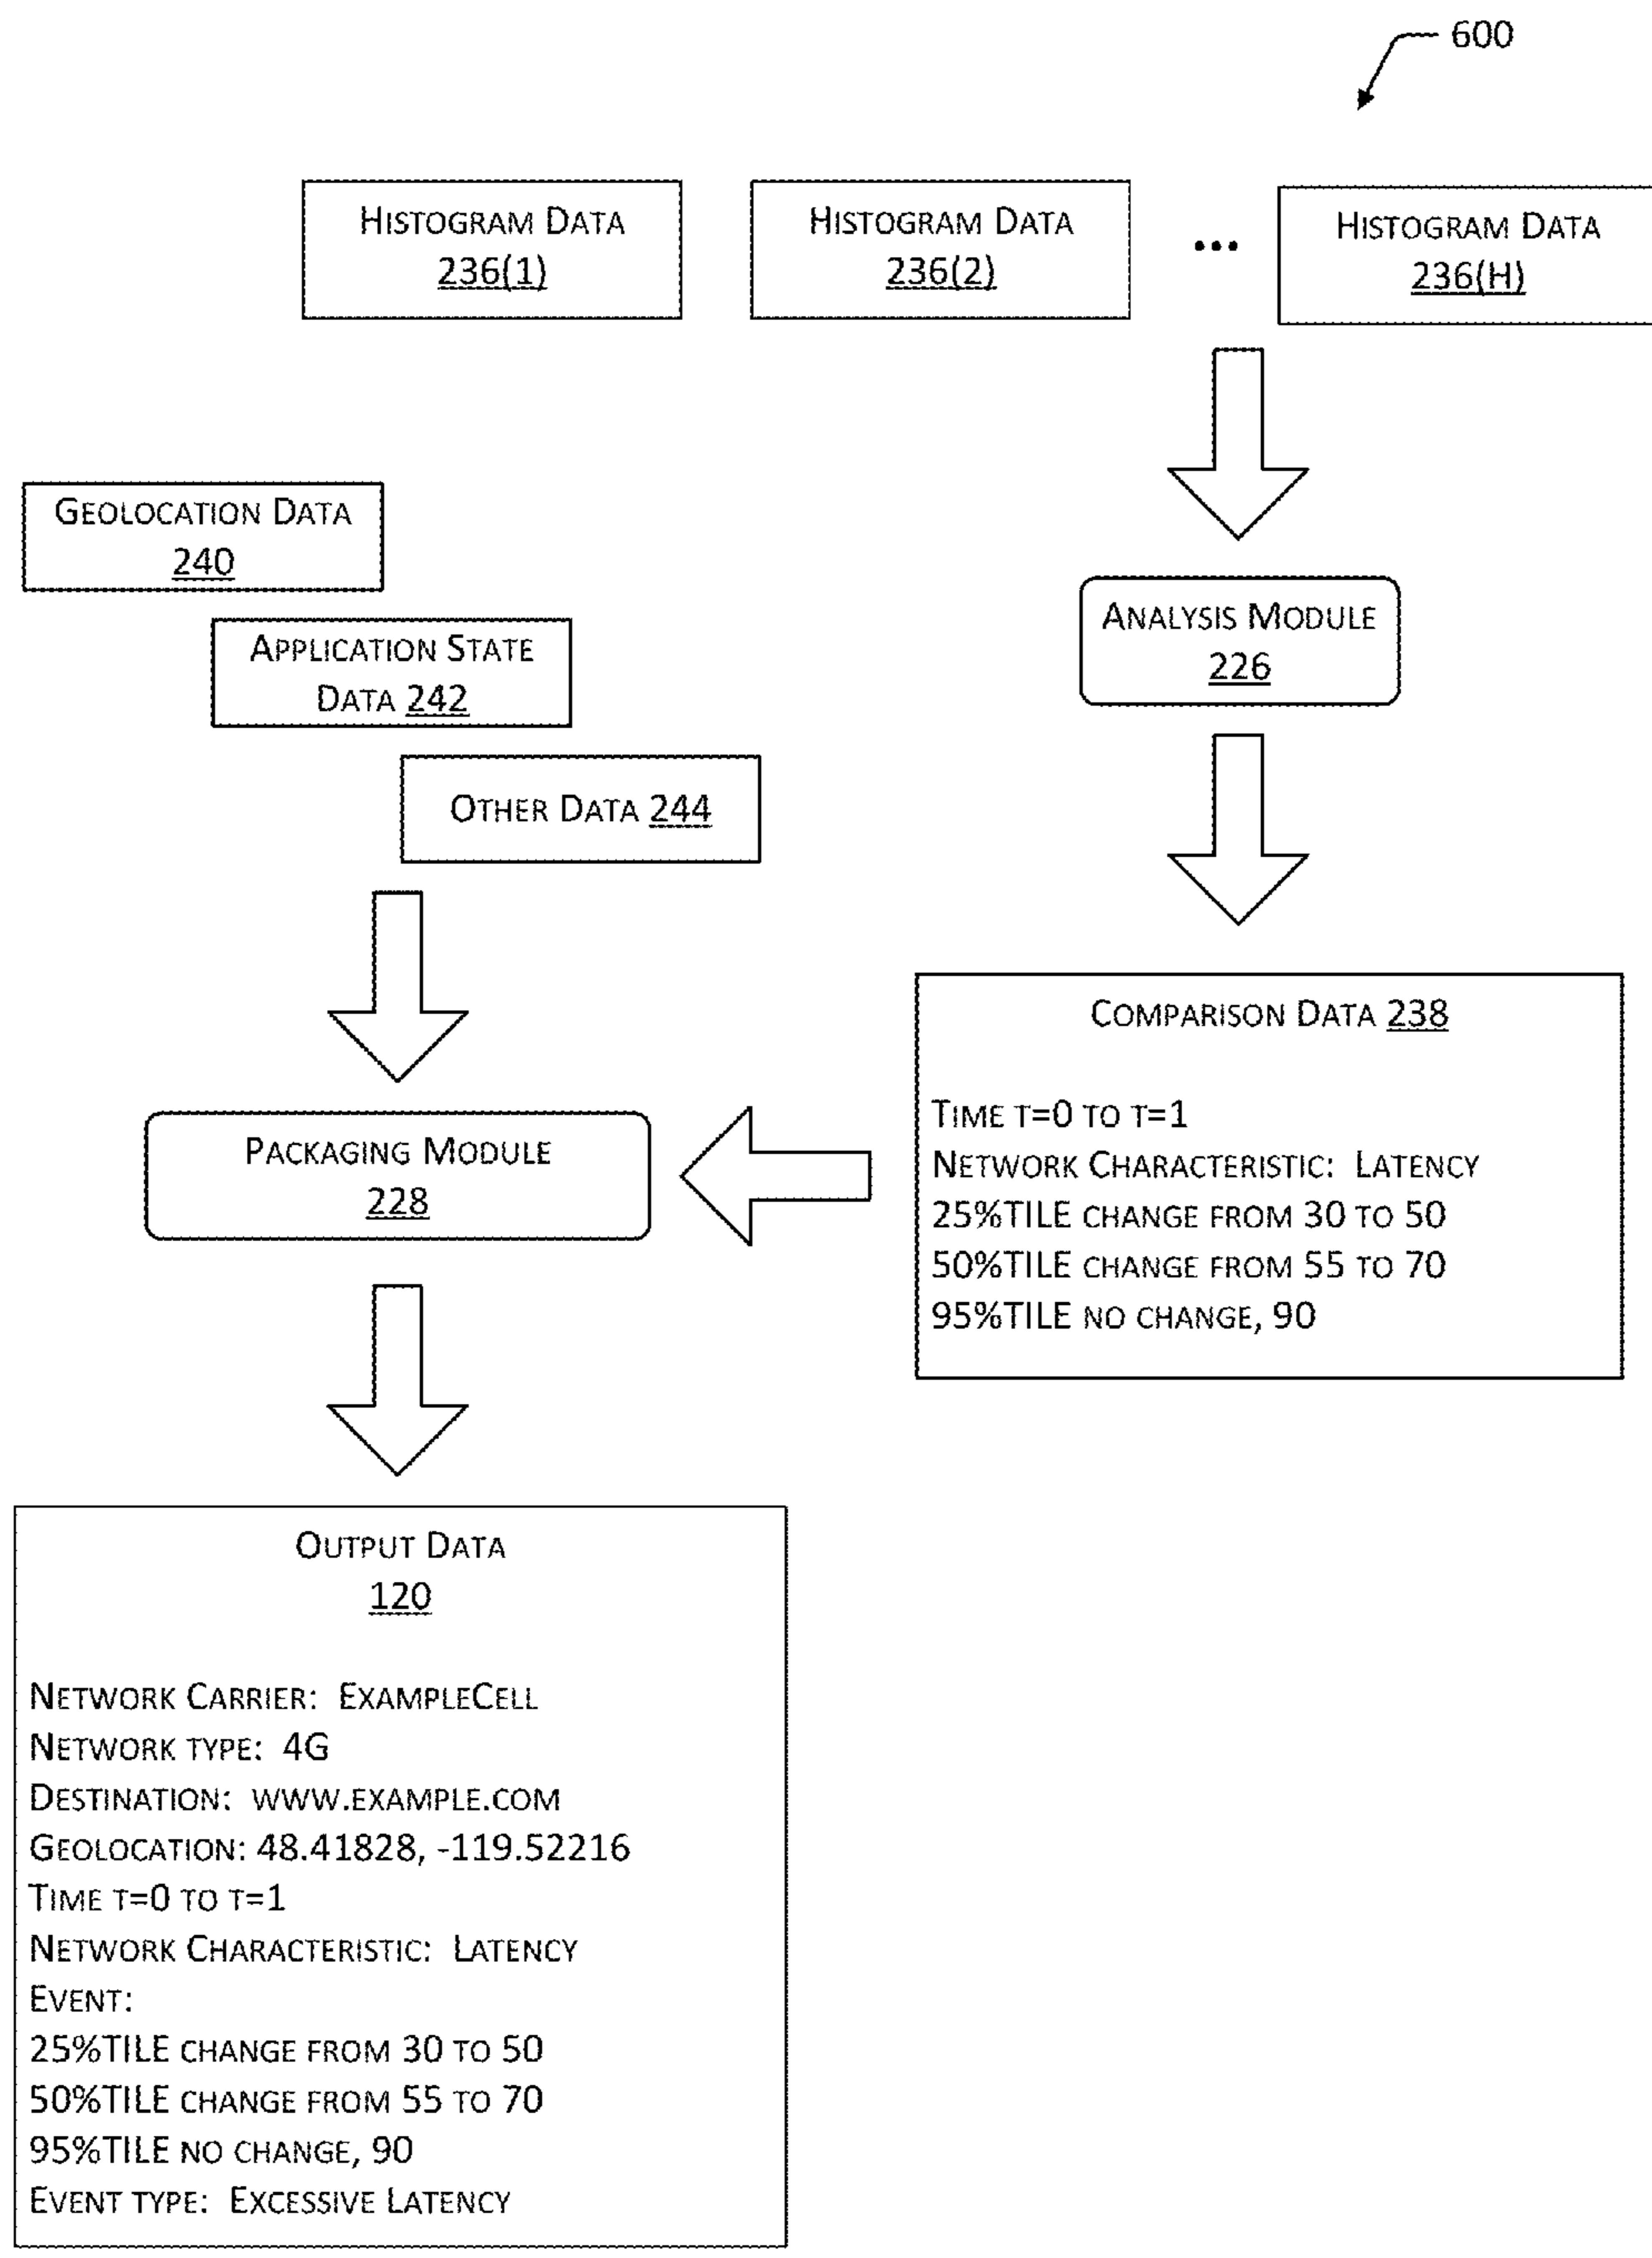 600
Histogram Data
236(1)
Histogram Data
236(2)
...
Histogram Data
236(H)
Geolocation Data
240
Application State
Data 242
Other Data 244
Analysis Module
226
Comparison Data 238
Time t=0 to t=1
Network Characteristic: Latency
25%TILE change from 30 to 50
50%TILE change from 55 to 70
95%TILE no change, 90
Packaging Module
228
Output Data
120
Network Carrier: ExampleCell
Network type: 4G
Destination: www.example.com
Geolocation: 48.41828, -119.52216
Time t=0 to t=1
Network Characteristic: Latency
Event:
25%TILE change from 30 to 50
50%TILE change from 55 to 70
95%TILE no change, 90
Event type: Excessive Latency